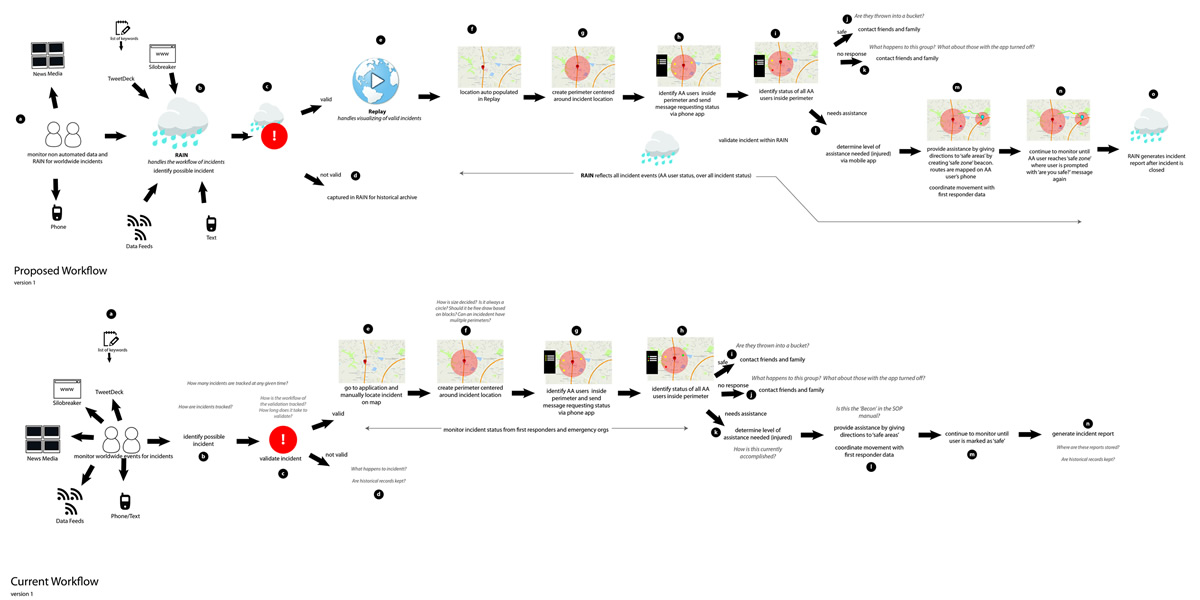 list of keywords
WWW
Silobreaker
News Media
TweetDeck
a
b
c
monitor non automated data and
RAIN for worldwide incidents
RAIN
handles the workflow of incidents
identify possible incident
!
Phone
Data Feeds
Text
valid
not valid
d
captured in RAIN for historical archive
e
Replay
handles visualizing of valid incidents
f
location auto populated
in Replay
g
create perimeter centered
around incident location
h
identify AA users inside
perimeter and send
message requesting status
via phone app
i
identify status of all AA
users inside perimeter
safe
j
Are they thrown into a bucket?
contact friends and family
no response
What happens to this group? What about those with the app turned off?
contact friends and family
k
needs assistance
l
validate incident within RAIN
RAIN reflects all incident events (AA user status, over all incident status)
determine level of
assistance needed (injured)
via mobile app
m
provide assistance by giving
directions to 'safe areas' by
creating 'safe zone' beacon.
routes are mapped on AA
user's phone
coordinate movement with
first responder data
n
continue to monitor until
AA user reaches 'safe zone'
where user is prompted
with 'are you safe?' message
again
o
RAIN generates incident
report after incident is
closed
Proposed Workflow
version 1
a
list of keywords
WWW
Silobreaker
TweetDeck
News Media
monitor worldwide events for incidents
Data Feeds
Phone/Text
How many incidents are tracked at any given time?
How are incidents tracked?
identify possible
incident
b
How is the workflow of
the validation tracked?
How long does it take to
validate?
!
validate incident
c
valid
not valid
What happens to incident?
Are historical records kept?
d
e
go to application and
manually locate incident
on map
How is size decided? Is it always a
circle? Should it be free draw based
on blocks? Can an incidedent have
mulitple perimeters?
f
create perimeter centered
around incident location
g
identify AA users inside
perimeter and send
message requesting status
via phone app
h
identify status of all AA
users inside perimeter
monitor incident status from first responders and emergency orgs
safe
i
Are they thrown into a bucket?
contact friends and family
no response
What happens to this group? What about those with the app turned off?
j
contact friends and family
needs assistance
k
determine level of
assistance needed (injured)
How is this currently
accomplished?
Is this the 'Becon' in the SOP
manual?
provide assistance by giving
directions to 'safe areas'
coordinate movement with
first responder data
l
continue to monitor until
user is marked as 'safe'
m
n
generate incident report
Where are these reports stored?
Are historical records kept?
Current Workflow
version 1